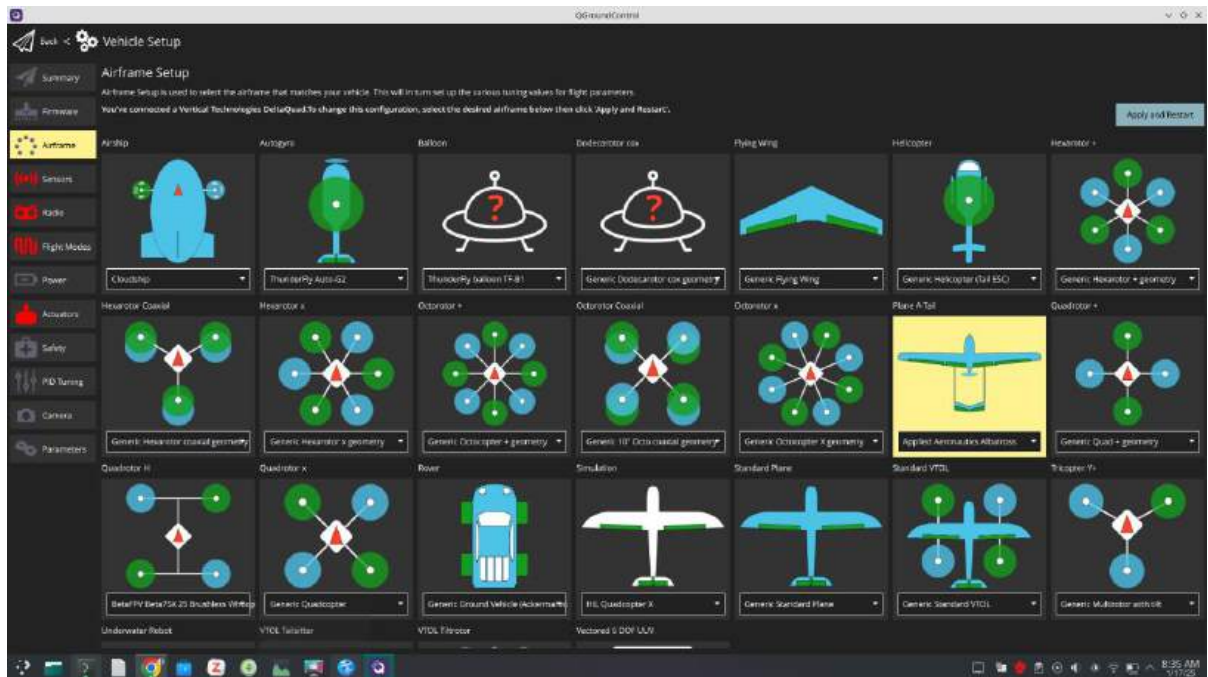 QGroundControl
Back < Vehicle Setup
Summary
Firmware
Airframe
Sensors
Radio
Flight Modes
Power
Actuators
Safety
PID Tuning
Camera
Parameters
Airframe Setup
Airframe Setup is used to select the airframe that matches your vehicle. This will in turn set up the various tuning values for flight parameters.
You've connected a Vertical Technologies DeltaQuad.To change this configuration, select the desired airframe below then click 'Apply and Restart'.
Apply and Restart
Airship
Autogyro
Balloon
Dodecarotor cox
Flying Wing
Helicopter
Hexarotor +
?
?
Cloudship
ThunderFly Auto-G2
ThunderFly balloon TF-B1
Generic Dodecarotor cox geometry
Generic Flying Wing
Generic Helicopter (Tail ESC)
Generic Hexarotor + geometry
Hexarotor Coaxial
Hexarotor x
Octorotor +
Octorotor Coaxial
Octorotor x
Plane A-Tail
Quadrotor +
Generic Hexarotor coaxial geometry
Generic Hexarotor x geometry
Generic Octocopter + geometry
Generic 10" Octo coaxial geometry
Generic Octocopter X geometry
Applied Aeronautics Albatross
Generic Quad + geometry
Quadrotor H
Quadrotor x
Rover
Simulation
Standard Plane
Standard VTOL
Tricopter Y+
BetaFPV Beta75X 2S Brushless Whoop
Generic Quadcopter
Generic Ground Vehicle (Ackermann)
HIL Quadcopter X
Generic Standard Plane
Generic Standard VTOL
Generic Multirotor with tilt
Underwater Robot
VTOL Tailsitter
VTOL Tiltrotor
Vectored 6 DOF UUV
8:35 AM
1/17/25